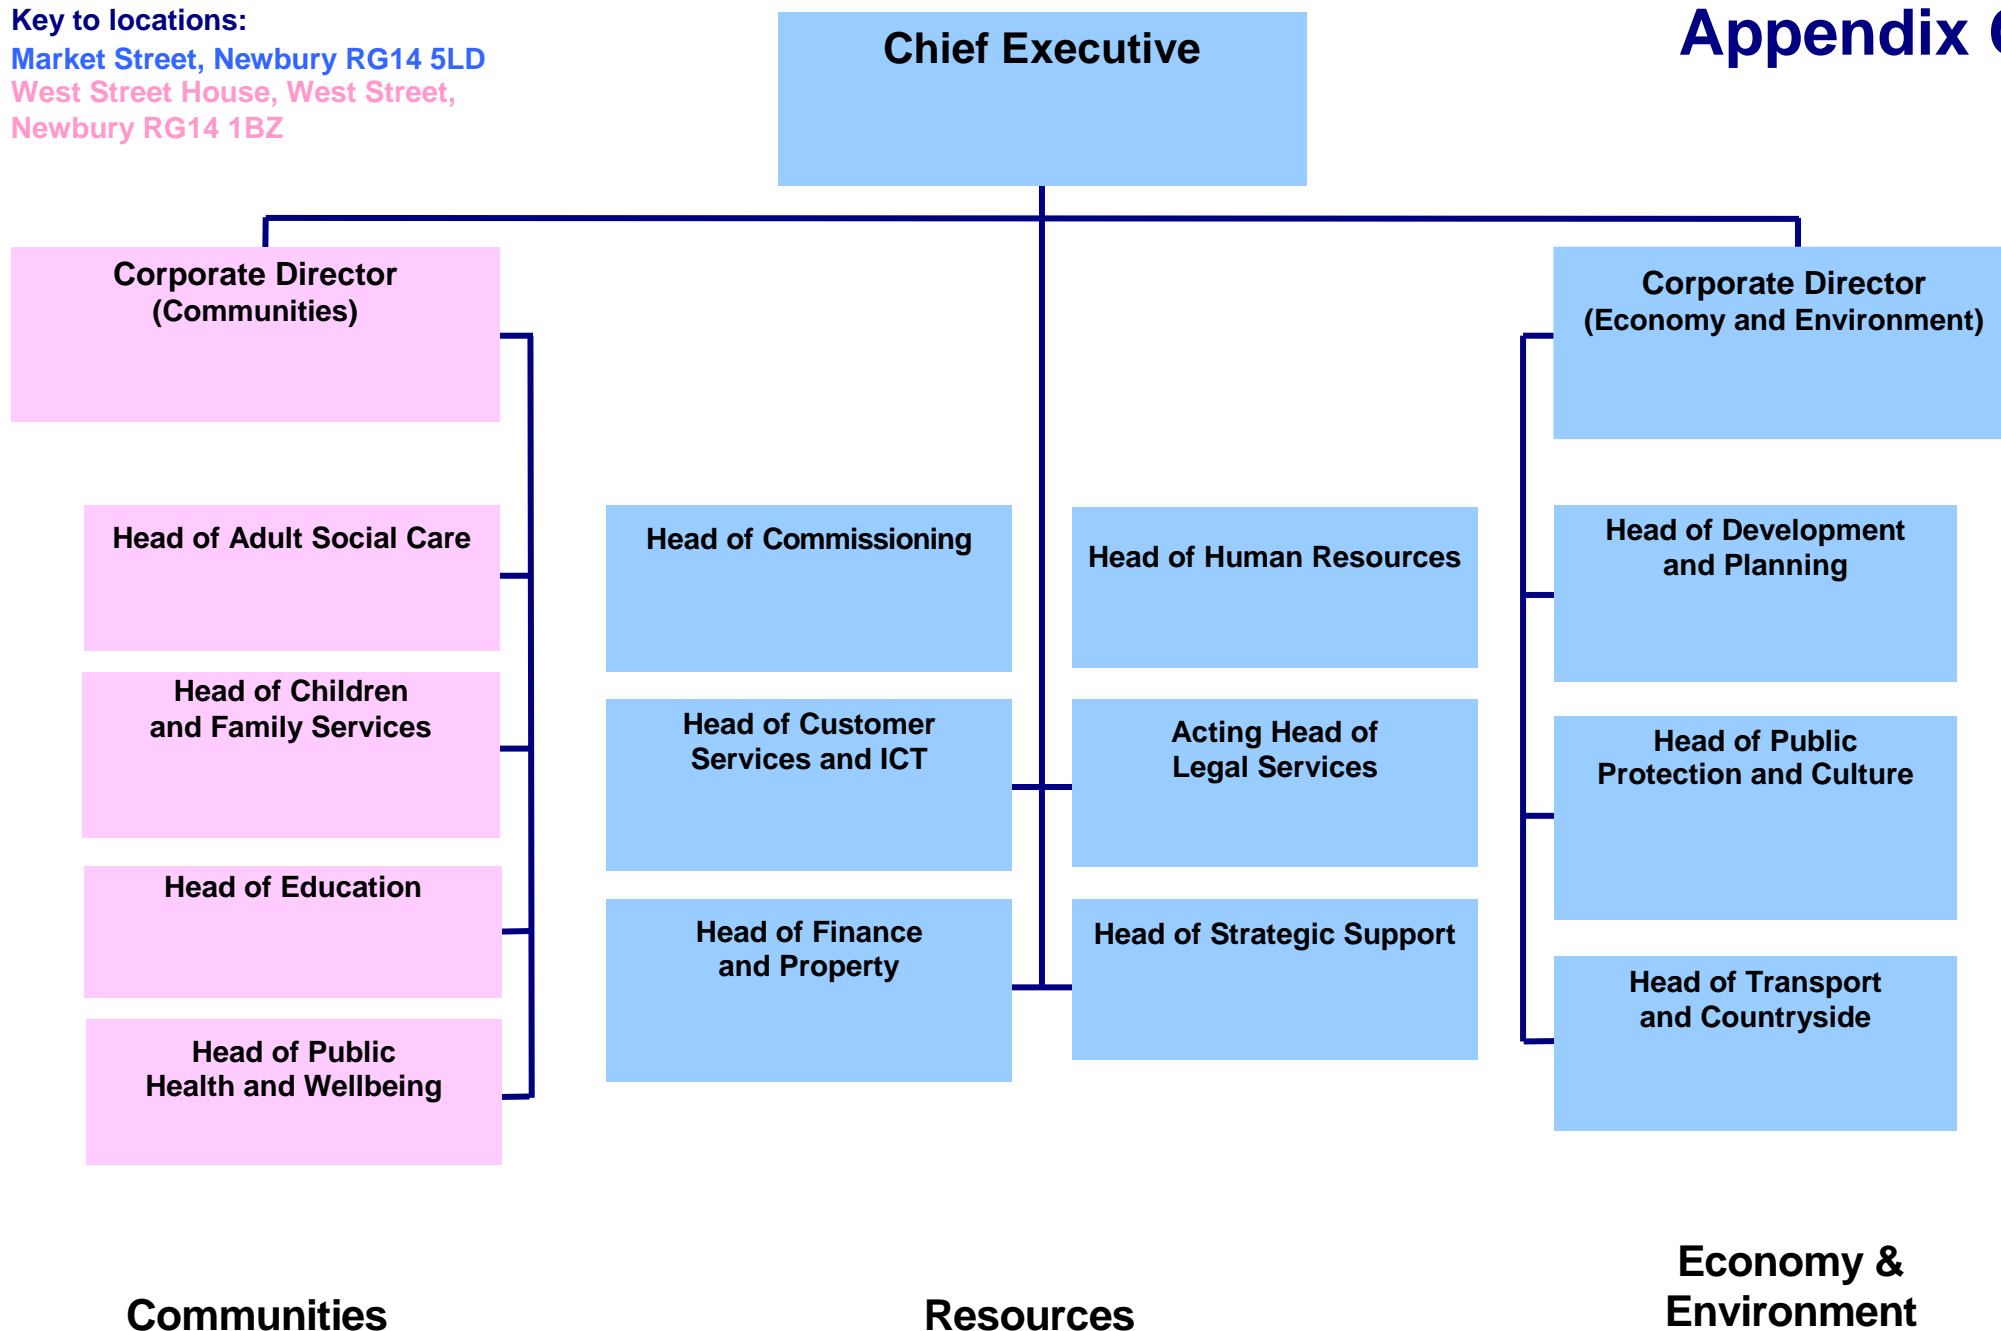 Key to locations:
Market Street, Newbury RG14 5LD
West Street House, West Street,
Newbury RG14 1BZ
Chief Executive
Appendix
Corporate Director
(Communities)
Corporate Director
(Economy and Environment)
Head of Adult Social Care
Head of Children
and Family Services
Head of Education
Head of Public
Health and Wellbeing
Head of Commissioning
Head of Customer
Services and ICT
Head of Finance
and Property
Head of Human Resources
Acting Head of
Legal Services
Head of Strategic Support
Head of Development
and Planning
Head of Public
Protection and Culture
Head of Transport
and Countryside
Communities
Resources
Economy &
Environment